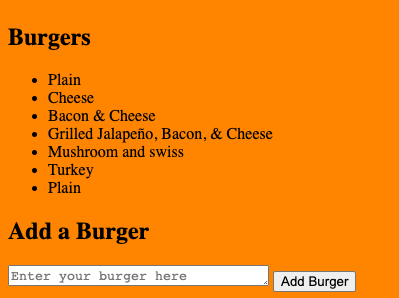 Burgers
Plain
Cheese
Bacon & Cheese
Grilled Jalapeño, Bacon, & Cheese
Mushroom and swiss
Turkey
Plain
Add a Burger
Enter your burger here Add Burger